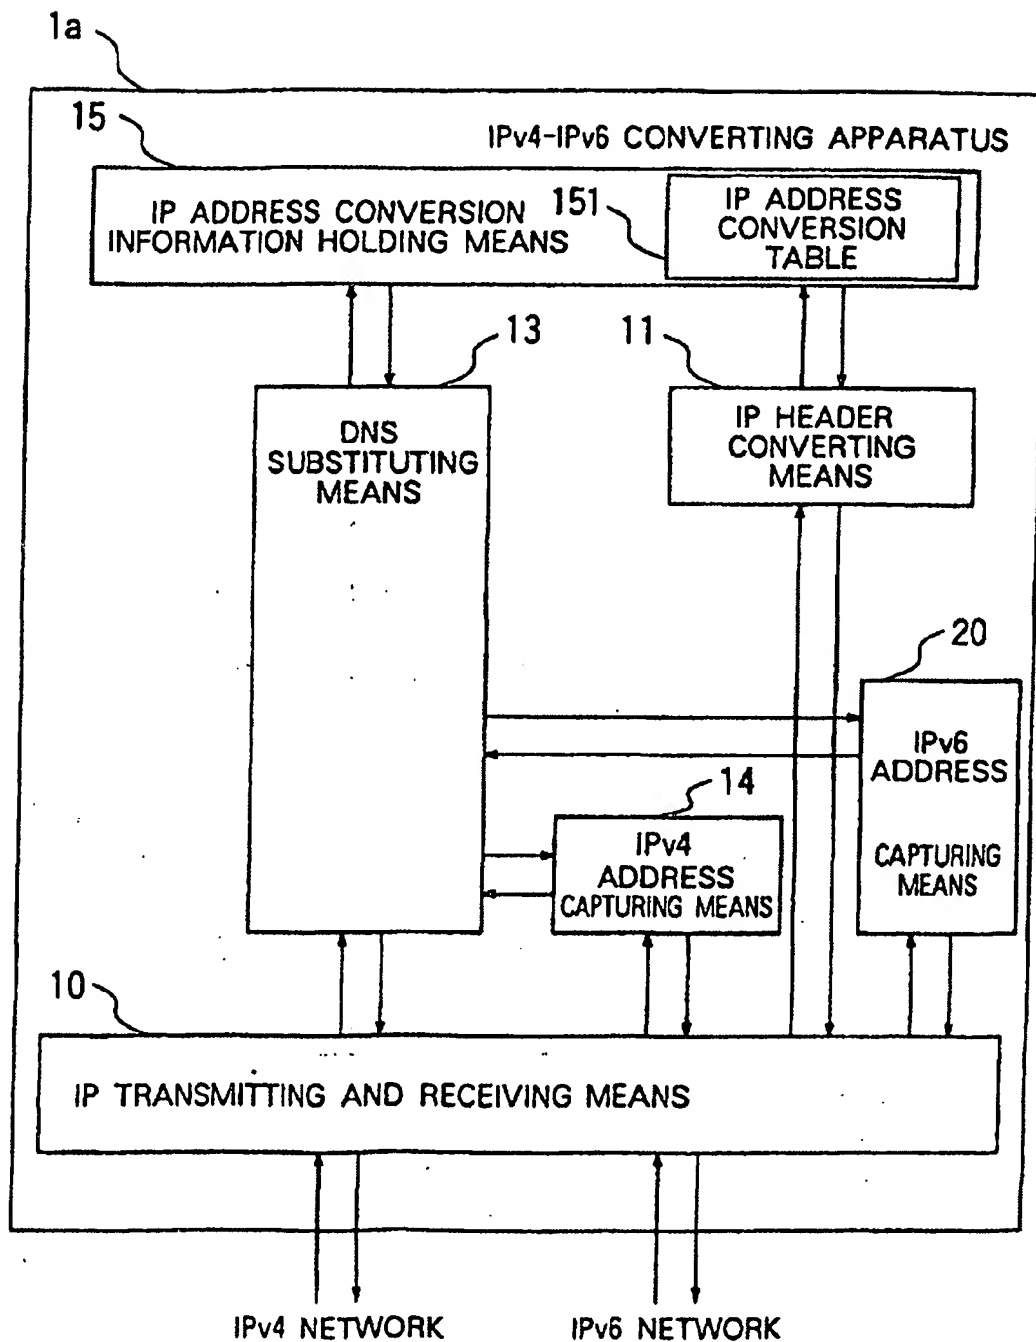 1a
15
IPv4-IPv6 CONVERTING APPARATUS
IP ADDRESS CONVERSION
INFORMATION HOLDING MEANS
151
IP ADDRESS
CONVERSION
TABLE
13
11
DNS
SUBSTITUTING
MEANS
IP HEADER
CONVERTING
MEANS
20
IPv6
ADDRESS
CAPTURING
MEANS
14
IPv4
ADDRESS
CAPTURING MEANS
10
IP TRANSMITTING AND RECEIVING MEANS
IPv4 NETWORK
IPv6 NETWORK